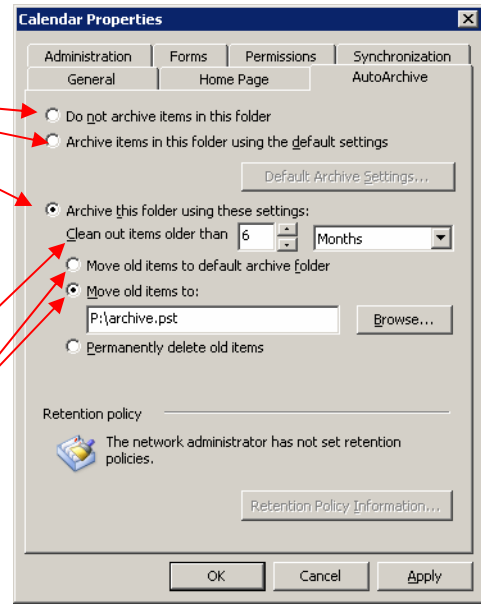 Calendar Properties
Administration Forms Permissions Synchronization
General Home Page AutoArchive
Do not archive items in this folder
Archive items in this folder using the default settings
Default Archive Settings...
Archive this folder using these settings:
Clean out items older than 6 Months
Move old items to default archive folder
Move old items to:
P:\archive.pst Browse...
Permanently delete old items
Retention policy
The network administrator has not set retention
policies.
Retention Policy Information...
OK Cancel Apply